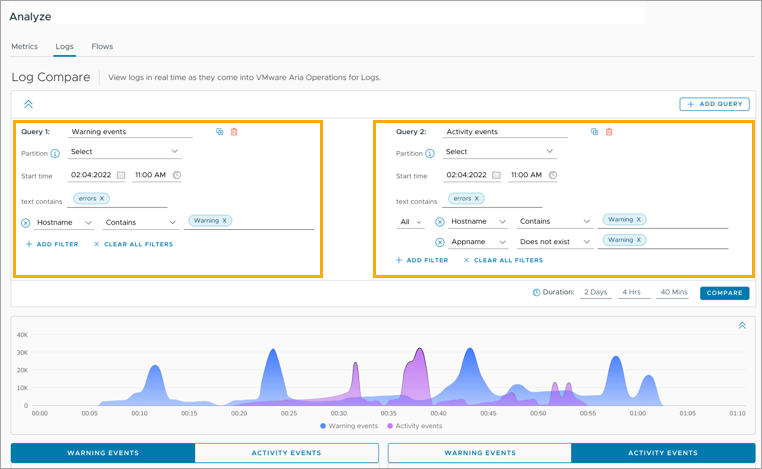 Analyze
Metrics Logs Flows
Log Compare View logs in real time as they come into VMware Aria Operations for Logs.
+ ADD QUERY
Query 1: Warning events
Partition Select
Start time 02:04:2022 11:00 AM
text contains errors X
Hostname Contains Warning X
+ ADD FILTER × CLEAR ALL FILTERS
Query 2: Activity events
Partition Select
Start time 02:04:2022 11:00 AM
text contains errors X
All Hostname Contains Warning X
Appname Does not exist Warning X
+ ADD FILTER × CLEAR ALL FILTERS
Duration: 2 Days 4 Hrs 40 Mins COMPARE
40K
30K
20K
10K
0
00:00 00:05 00:10 00:15 00:20 00:25 00:30 00:35 00:40 00:45 00:50 00:55 01:00 01:05 01:10
Warning events Activity events
WARNING EVENTS ACTIVITY EVENTS WARNING EVENTS ACTIVITY EVENTS